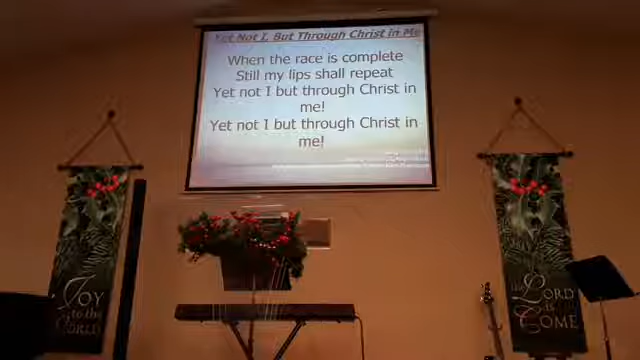 Yet Not I, But Through Christ in Me
When the race is complete
Still my lips shall repeat
Yet not I but through Christ in
me!
Yet not I but through Christ in
me!
Joy
to the
World
the
Lord
is
Come